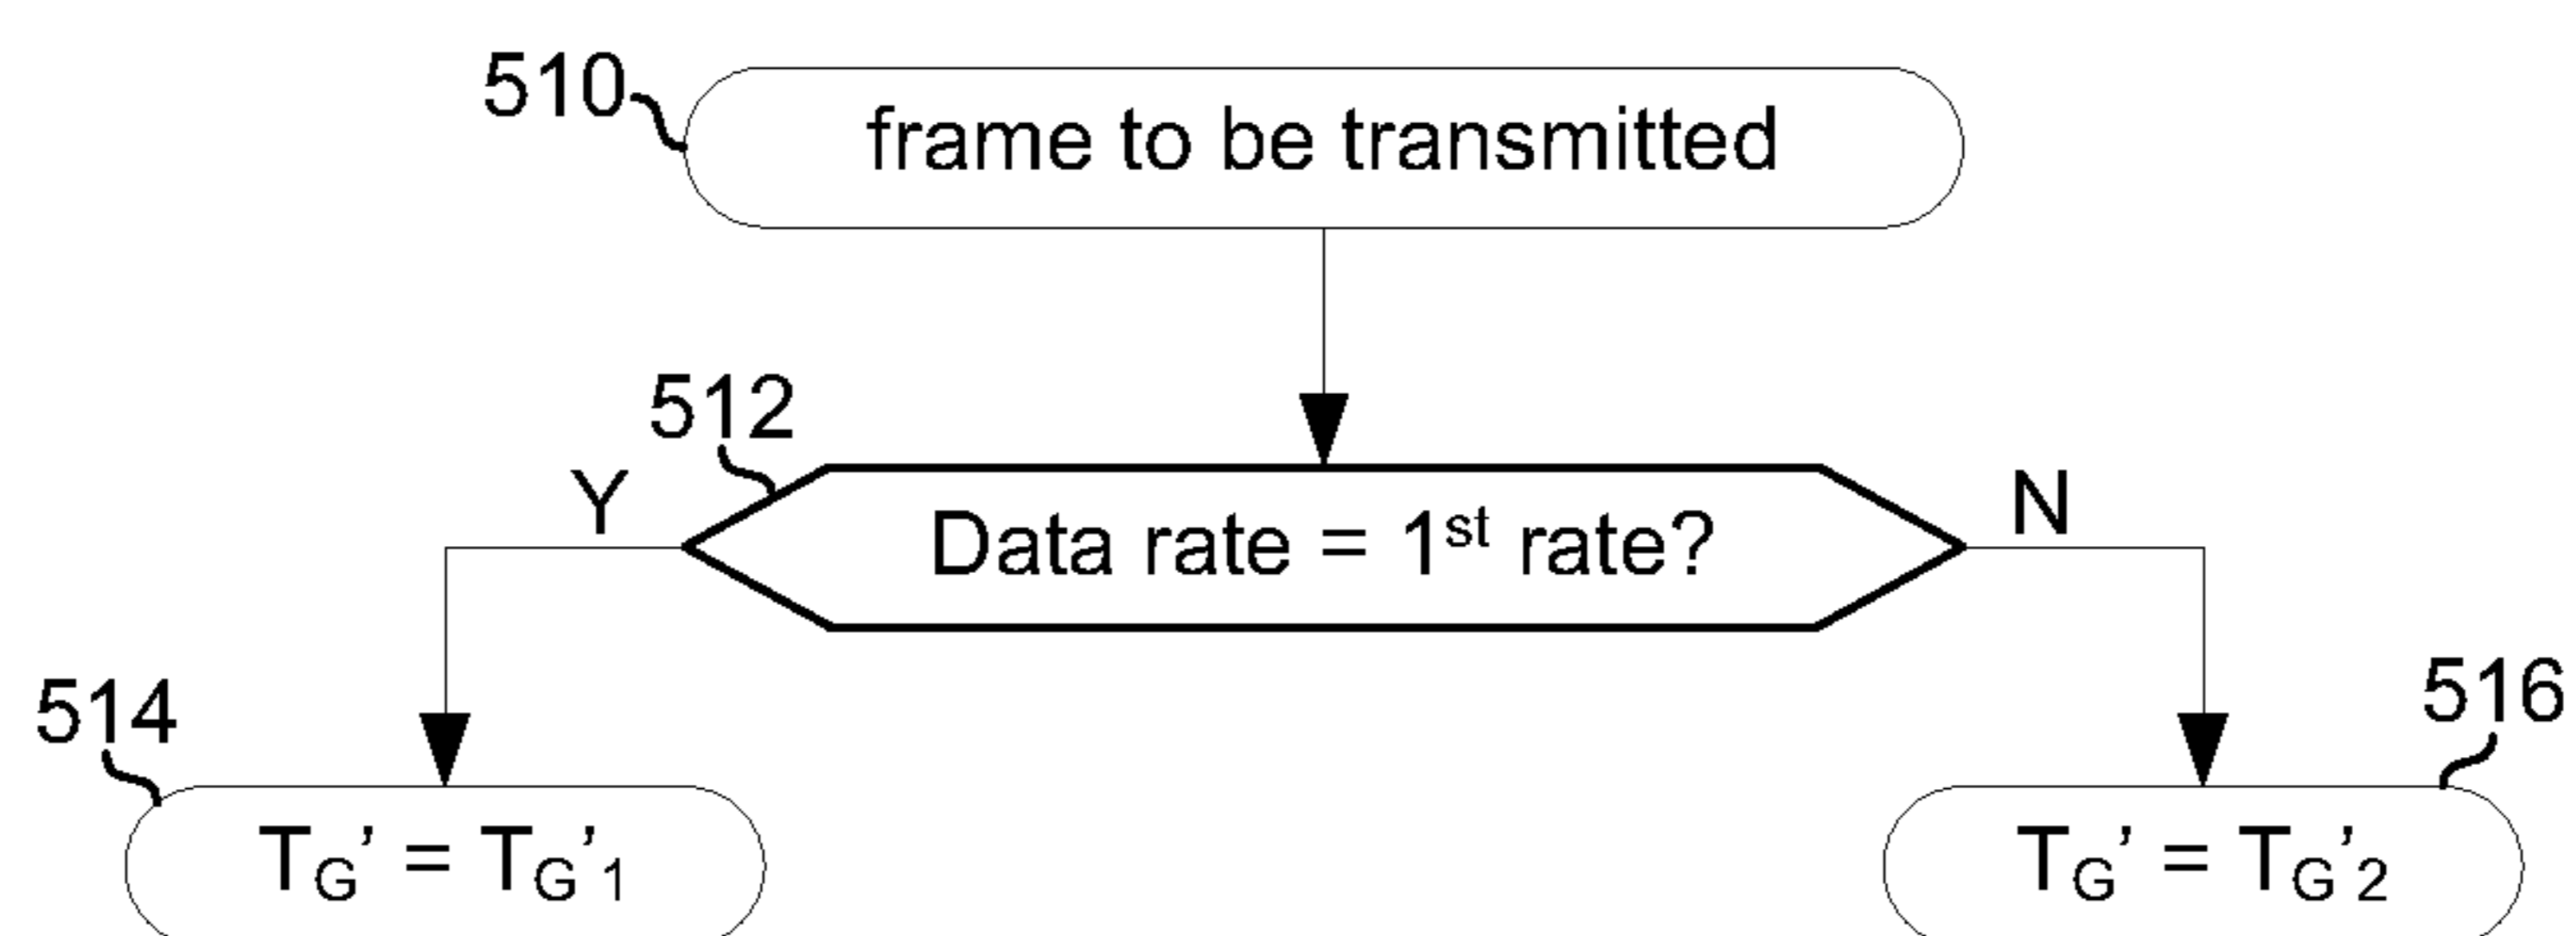 510
frame to be transmitted
512
Y
Data rate = 1st rate?
N
514
516
TG’ = TG’1
TG’ = TG’2